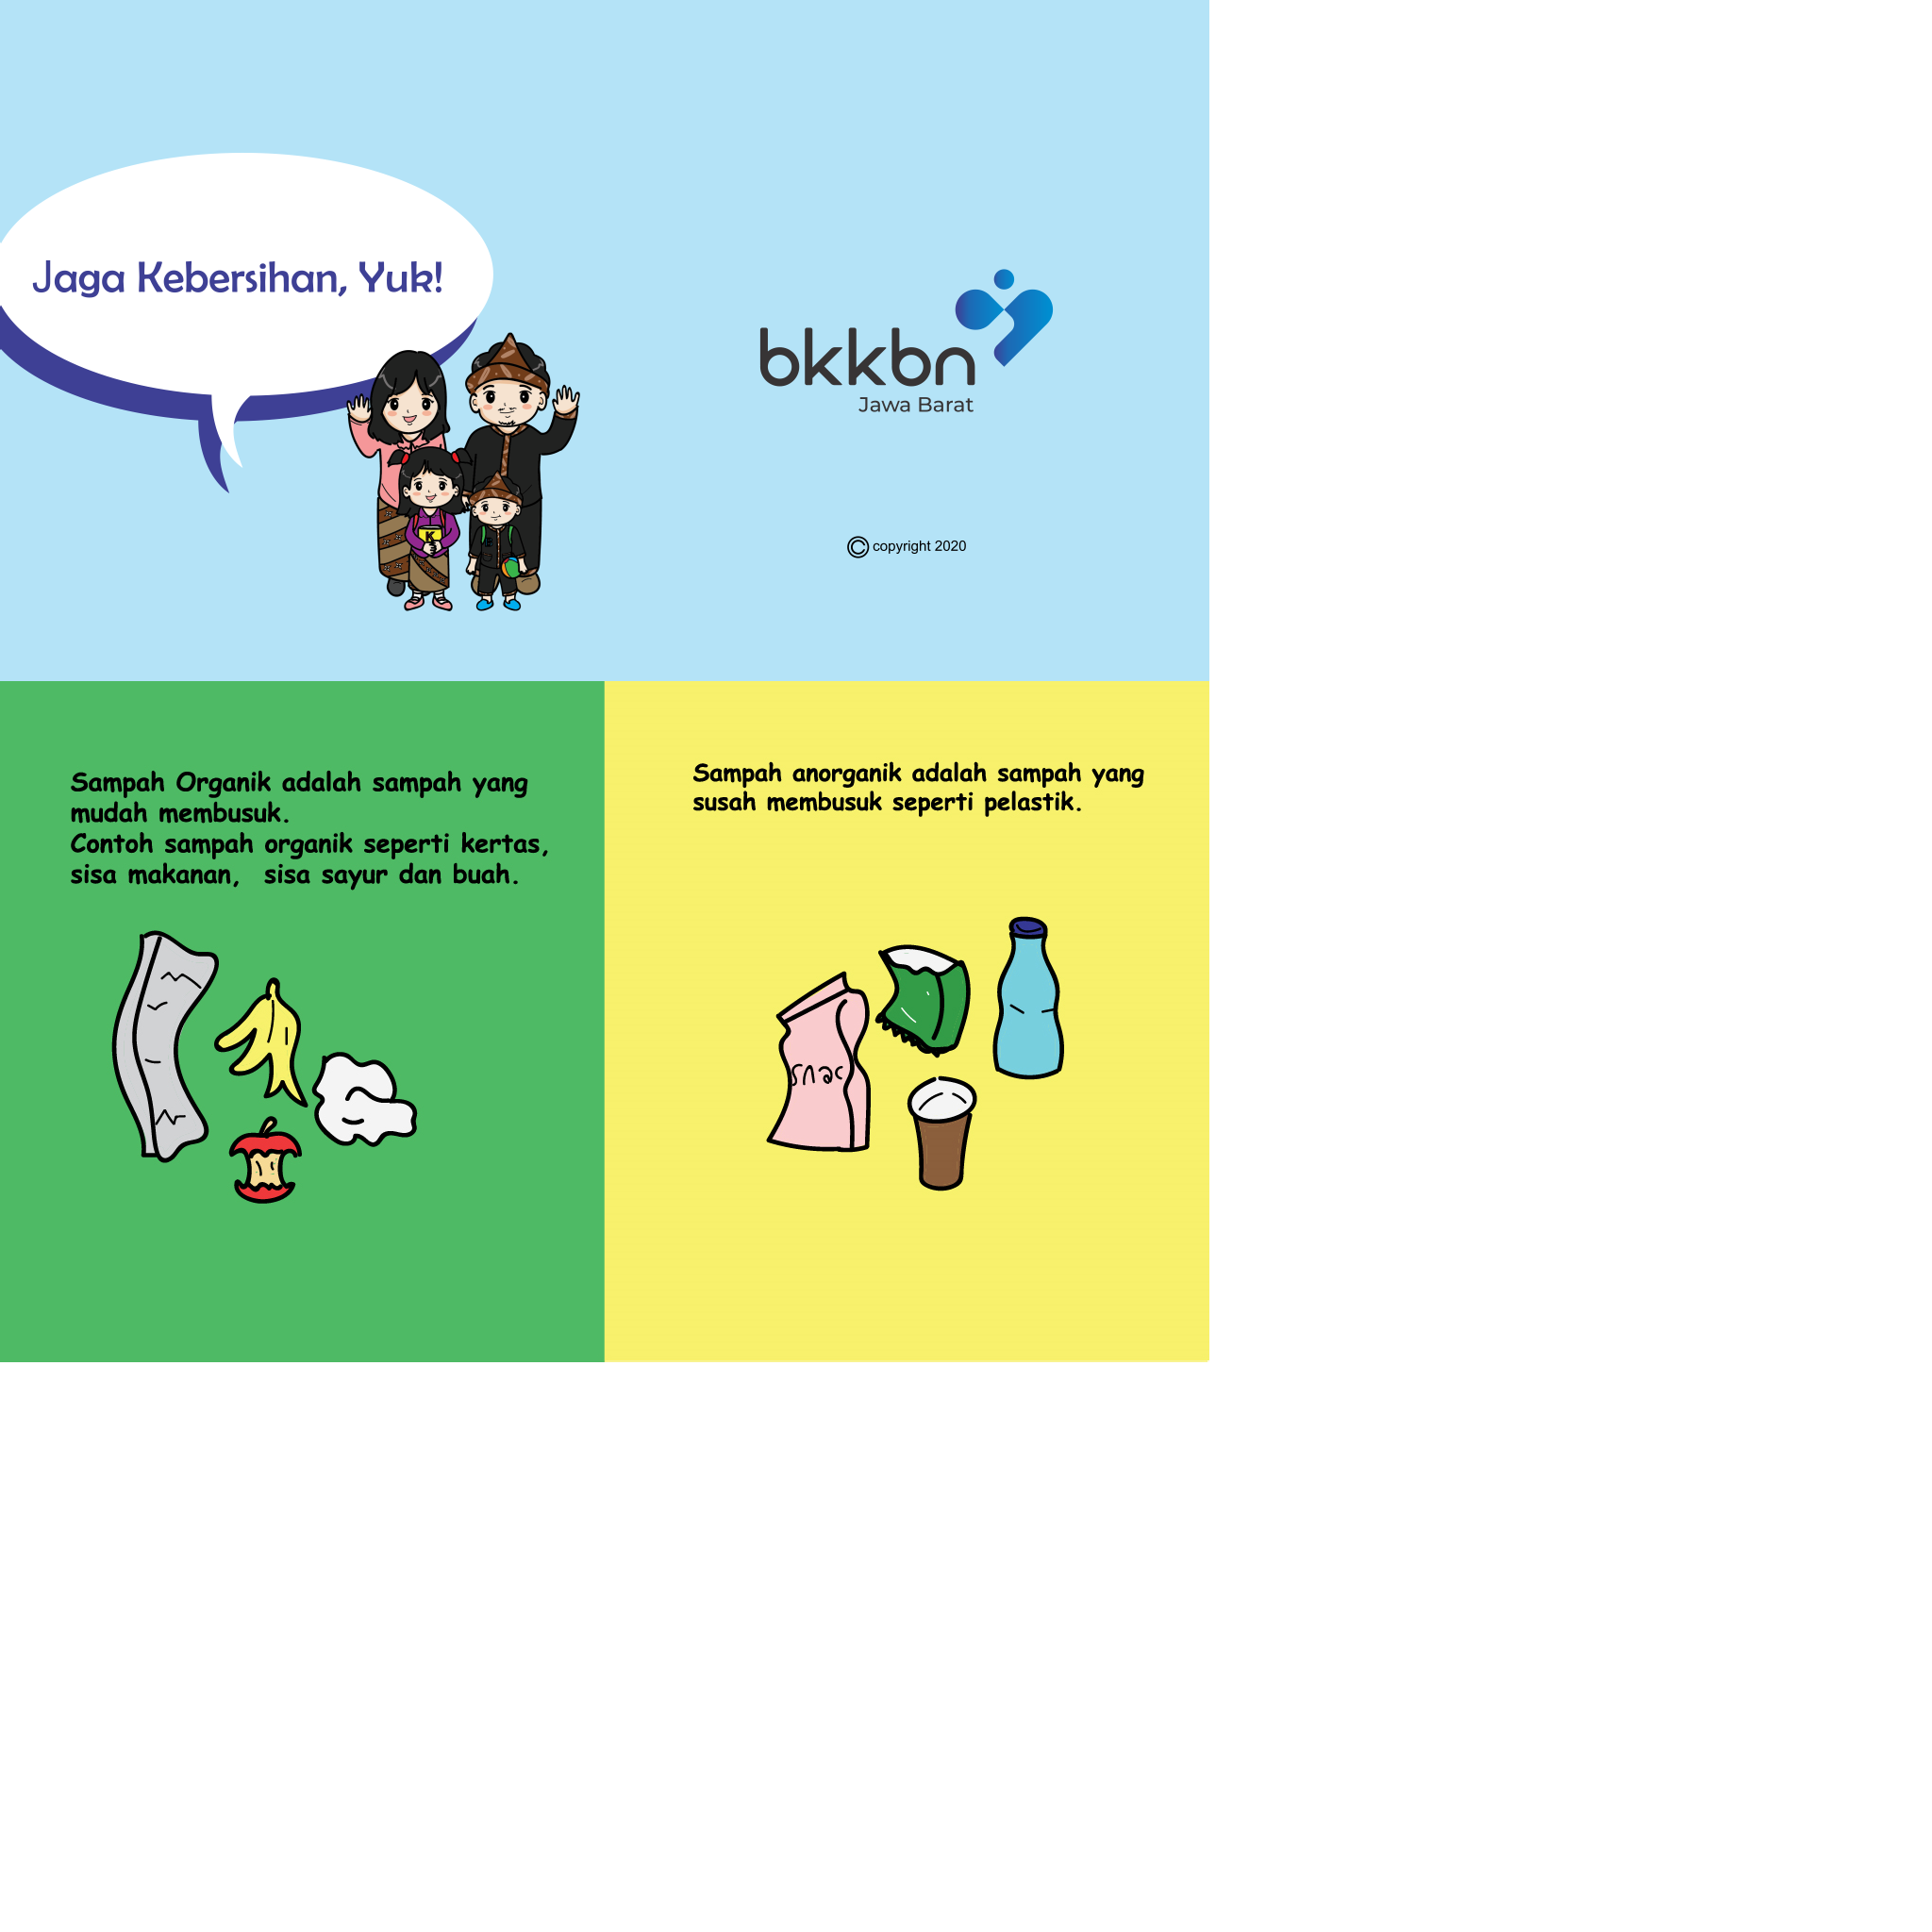 Jaga Kebersihan, Yuk!
bkkbn
Jawa Barat
© copyright 2020
K
Sampah Organik adalah sampah yang
mudah membusuk.
Contoh sampah organik seperti kertas,
sisa makanan, sisa sayur dan buah.
Sampah anorganik adalah sampah yang
susah membusuk seperti pelastik.
snac